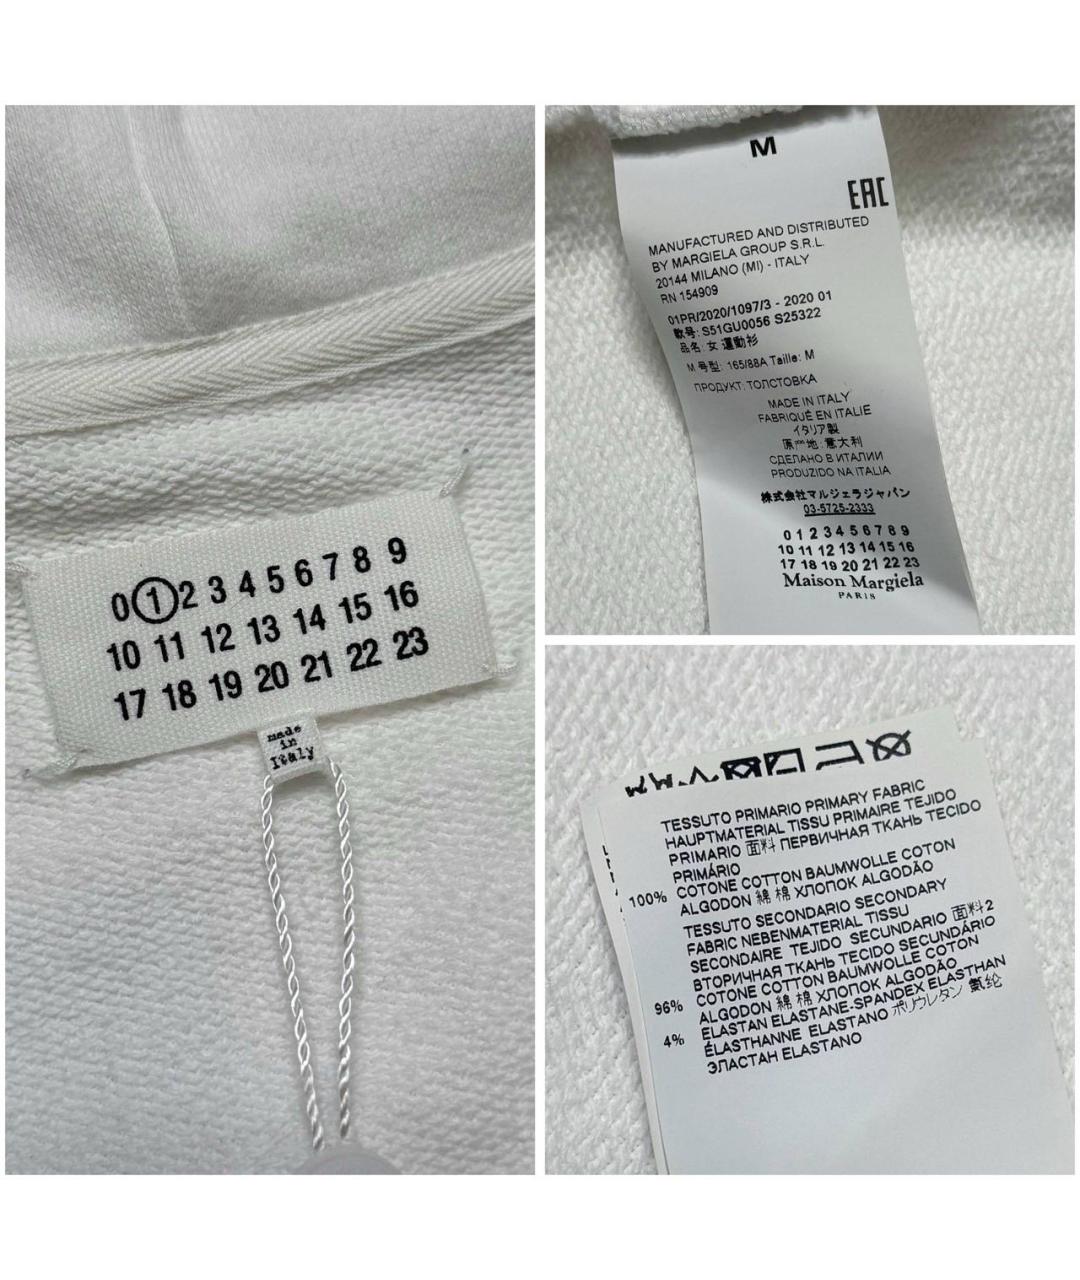 0 1 2 3 4 5 6 7 8 9
10 11 12 13 14 15 16
17 18 19 20 21 22 23
made
in
Italy
M
EAC
MANUFACTURED AND DISTRIBUTED
BY MARGIELA GROUP S.R.L.
20144 MILANO (MI) - ITALY
RN 154909
01PR/2020/1097/3 - 2020 01
款号: S51GU0056 S25322
品名: 女 運動衫
M 号型: 165/88A Taille: M
ПРОДУКТ: ТОЛСТОВКА
MADE IN ITALY
FABRIQUÉ EN ITALIE
イタリア製
原产地: 意大利
СДЕЛАНО В ИТАЛИИ
PRODUZIDO NA ITALIA
株式会社マルジェラジャパン
03-5725-2333
0 1 2 3 4 5 6 7 8 9
10 11 12 13 14 15 16
17 18 19 20 21 22 23
Maison Margiela
PARIS
TESSUTO PRIMARIO PRIMARY FABRIC
HAUPTMATERIAL TISSU PRIMAIRE TEJIDO
PRIMARIO 面料 ПЕРВИЧНАЯ ТКАНЬ TECIDO
PRIMÁRIO
100% COTONE COTTON BAUMWOLLE COTON
ALGODON 綿 棉 ХЛОПОК ALGODÃO
TESSUTO SECONDARIO SECONDARY
FABRIC NEBENMATERIAL TISSU
SECONDAIRE TEJIDO SECUNDARIO 面料2
ВТОРИЧНАЯ ТКАНЬ TECIDO SECUNDÁRIO
96% COTONE COTTON BAUMWOLLE COTON
ALGODON 綿 棉 ХЛОПОК ALGODÃO
4% ELASTAN ELASTANE-SPANDEX ELASTHAN
ÉLASTHANNE ELASTANO ポリウレタン 氨纶
ЭЛАСТАН ELASTANO